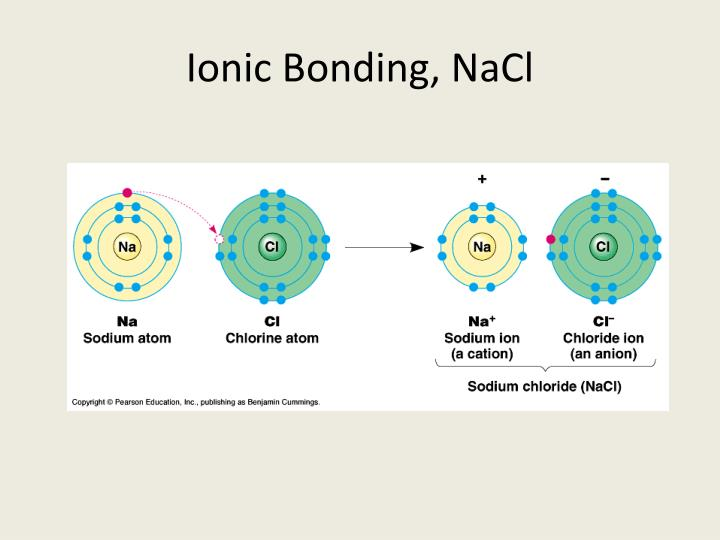 Ionic Bonding, NaCl
+
–
Na
Cl
Na
Cl
Na
Sodium atom
Cl
Chlorine atom
Na⁺
Sodium ion
(a cation)
Cl⁻
Chloride ion
(an anion)
Sodium chloride (NaCl)
Copyright © Pearson Education, Inc., publishing as Benjamin Cummings.